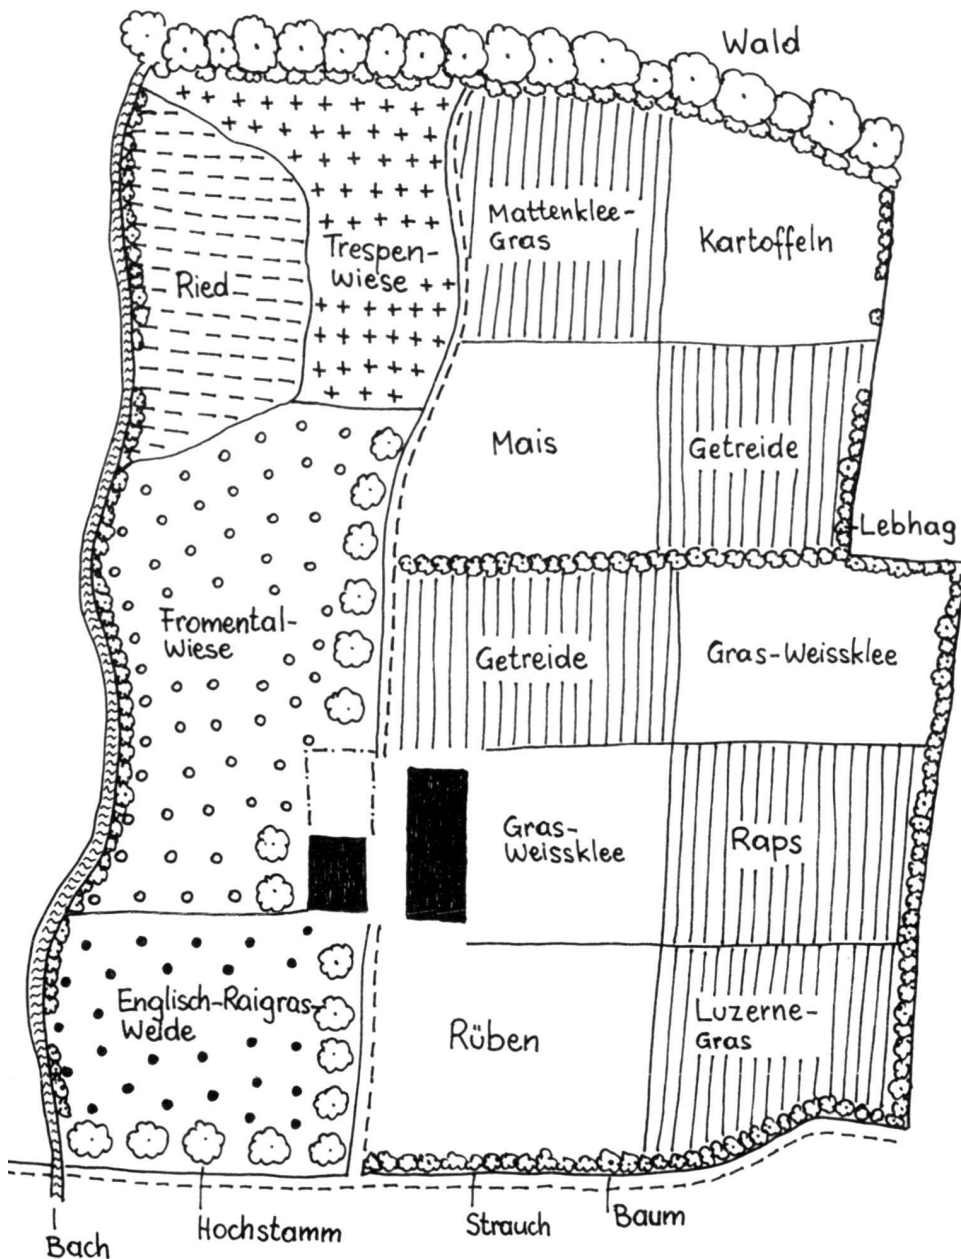 Wald
Mattenklee-
Gras
Kartoffeln
Trespen-
wiese
Ried
Mais
Getreide
Lebhag
Fromental-
wiese
Getreide
Gras-Weissklee
Gras-
Weissklee
Raps
Englisch-Raigras-
Weide
Rüben
Luzerne-
Gras
Bach
Hochstamm
Strauch
Baum